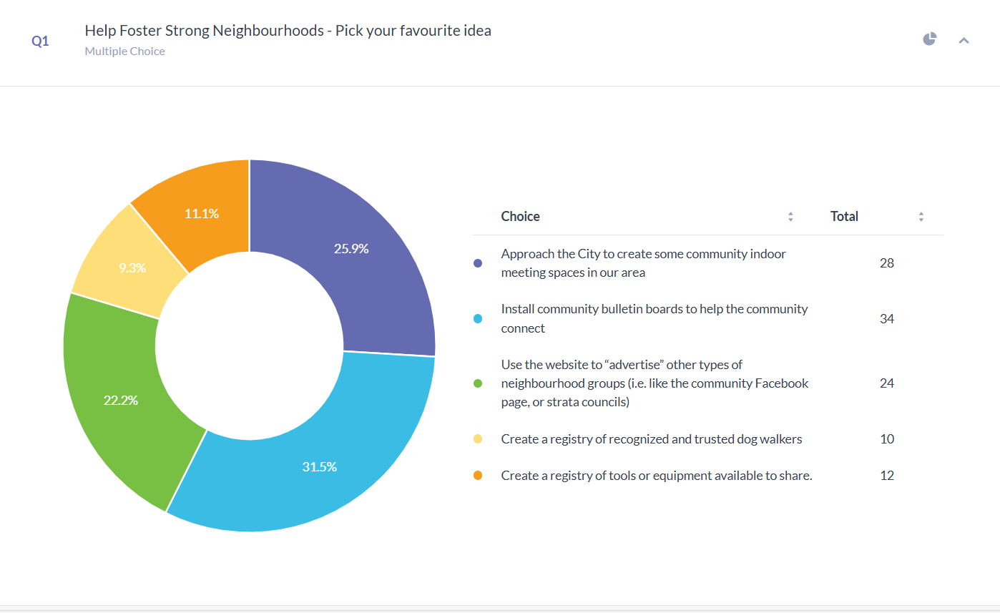 Q1
Help Foster Strong Neighbourhoods - Pick your favourite idea
Multiple Choice
11.1%
25.9%
9.3%
22.2%
31.5%
Choice
Total
Approach the City to create some community indoor
meeting spaces in our area
28
Install community bulletin boards to help the community
connect
34
Use the website to “advertise” other types of
neighbourhood groups (i.e. like the community Facebook
page, or strata councils)
24
Create a registry of recognized and trusted dog walkers
10
Create a registry of tools or equipment available to share.
12